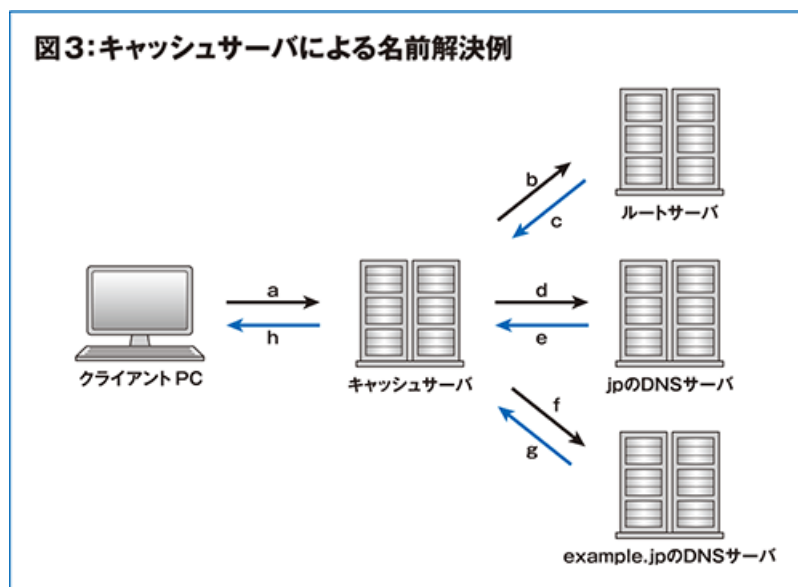 図3:キャッシュサーバによる名前解決例
b
c
ルートサーバ
a
h
d
e
クライアントPC
キャッシュサーバ
jpのDNSサーバ
f
g
example.jpのDNSサーバ